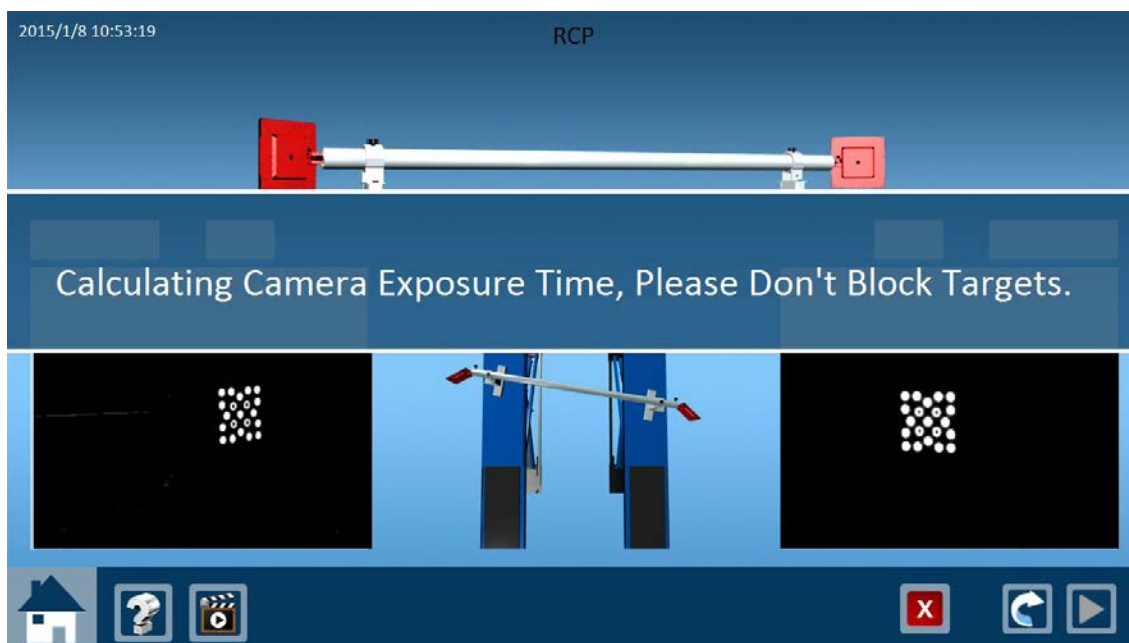 2015/1/8 10:53:19
RCP
Calculating Camera Exposure Time, Please Don't Block Targets.
X